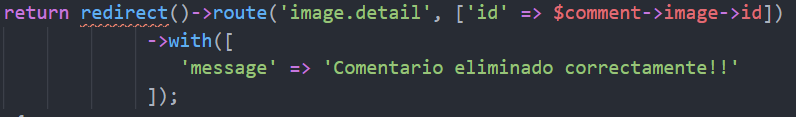 return redirect()->route('image.detail', ['id' => $comment->image->id])
->with([
'message' => 'Comentario eliminado correctamente!!'
]);